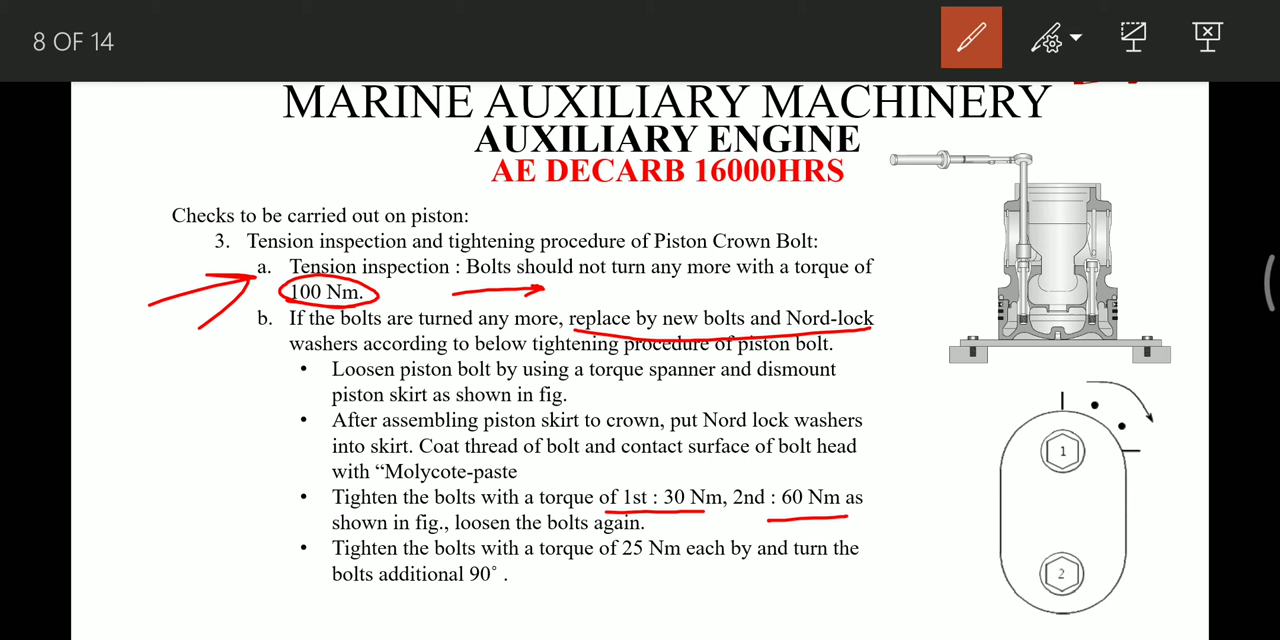 8 OF 14
MARINE AUXILIARY MACHINERY
AUXILIARY ENGINE
AE DECARB 16000HRS
Checks to be carried out on piston:
3. Tension inspection and tightening procedure of Piston Crown Bolt:
a. Tension inspection : Bolts should not turn any more with a torque of
100 Nm.
b. If the bolts are turned any more, replace by new bolts and Nord-lock
washers according to below tightening procedure of piston bolt.
• Loosen piston bolt by using a torque spanner and dismount
piston skirt as shown in fig.
• After assembling piston skirt to crown, put Nord lock washers
into skirt. Coat thread of bolt and contact surface of bolt head
with “Molycote-paste
• Tighten the bolts with a torque of 1st : 30 Nm, 2nd : 60 Nm as
shown in fig., loosen the bolts again.
• Tighten the bolts with a torque of 25 Nm each by and turn the
bolts additional 90˚ .
1
2